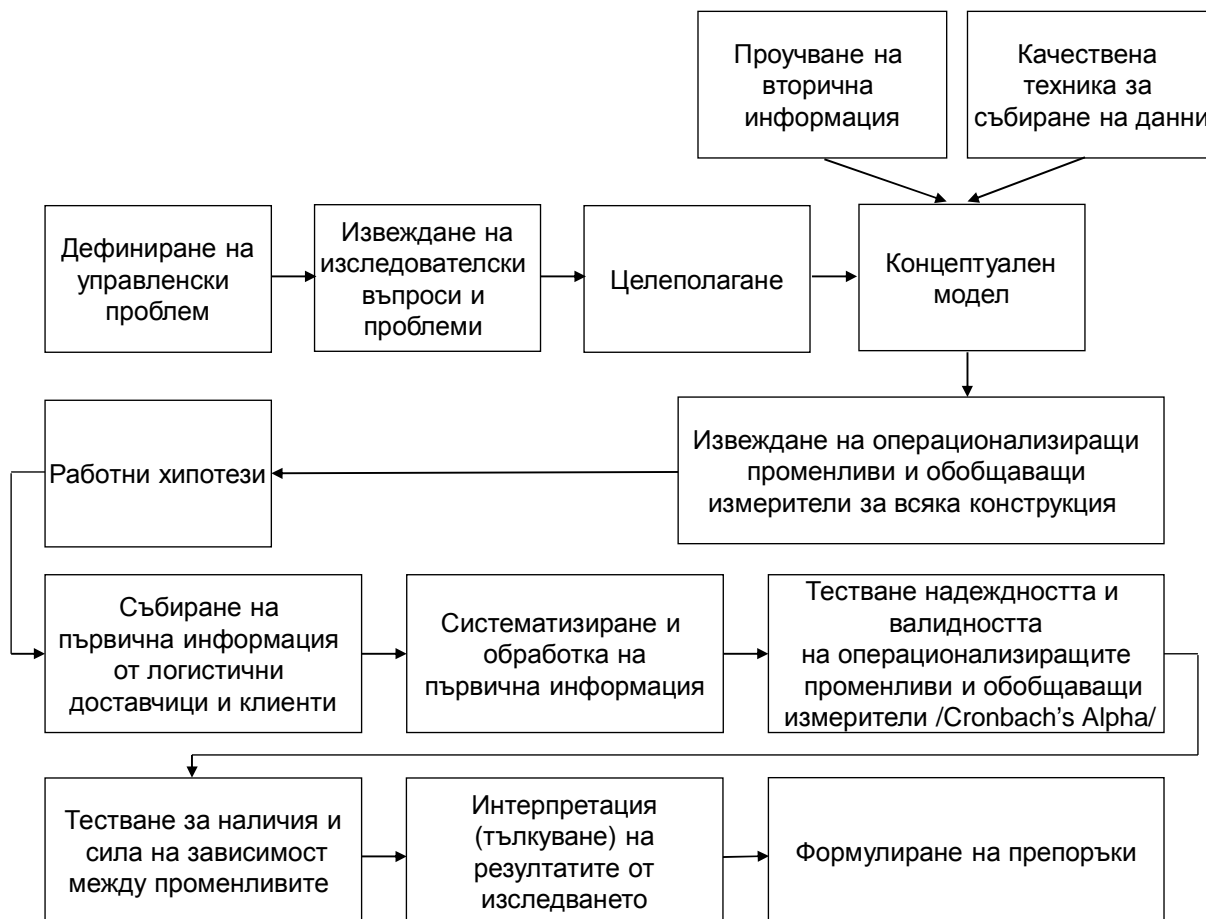 Проучване на
вторична
информация
Качествена
техника за
събиране на данни
Дефиниране на
управленски
проблем
Извеждане на
изследователски
въпроси и
проблеми
Целеполагане
Концептуален
модел
Извеждане на операционализиращи
променливи и обобщаващи
измерители за всяка конструкция
Работни хипотези
Събиране на
първична информация
от логистични
доставчици и клиенти
Систематизиране и
обработка на
първична информация
Тестване надеждността и
валидността
на операционализиращите
променливи и обобщаващи
измерители /Cronbach’s Alpha/
Тестване за наличия и
сила на зависимост
между променливите
Интерпретация
(тълкуване) на
резултатите от
изследването
Формулиране на препоръки